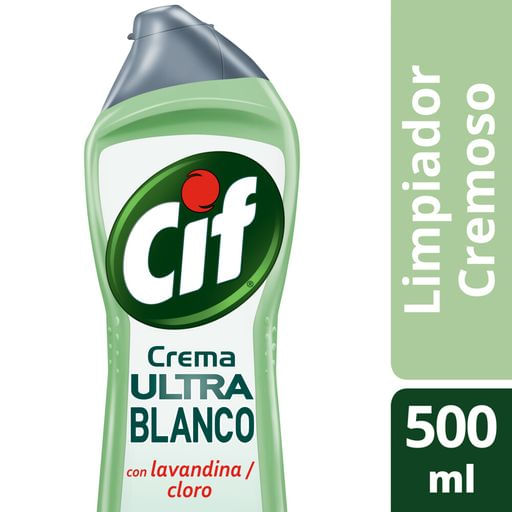 Cif
®
Crema
ULTRA
BLANCO
con lavandina /
cloro
Limpiador
Cremoso
500
ml